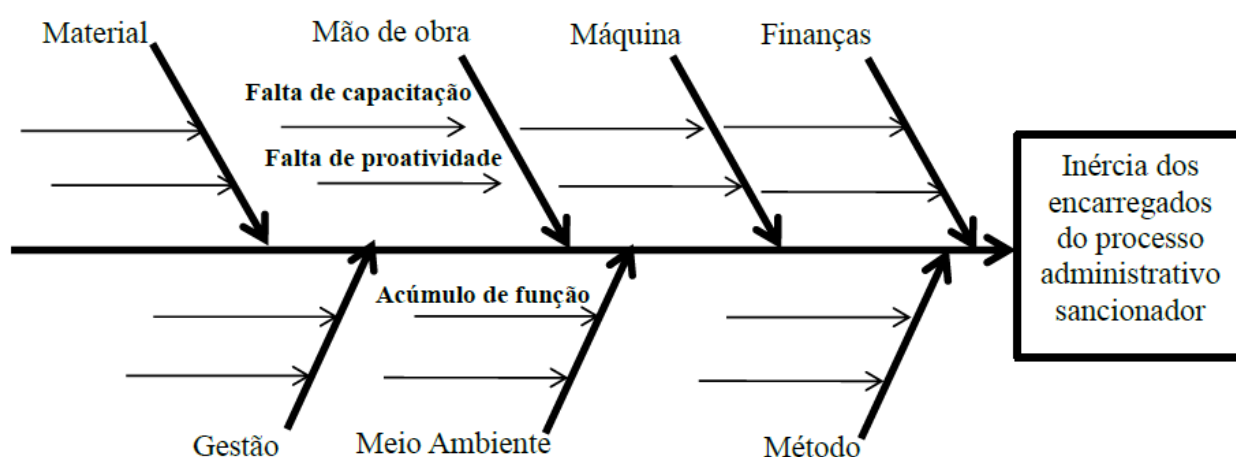 Material
Mão de obra
Máquina
Finanças
Falta de capacitação
Falta de proatividade
Inércia dos
encarregados
do processo
administrativo
sancionador
Acúmulo de função
Gestão
Meio Ambiente
Método